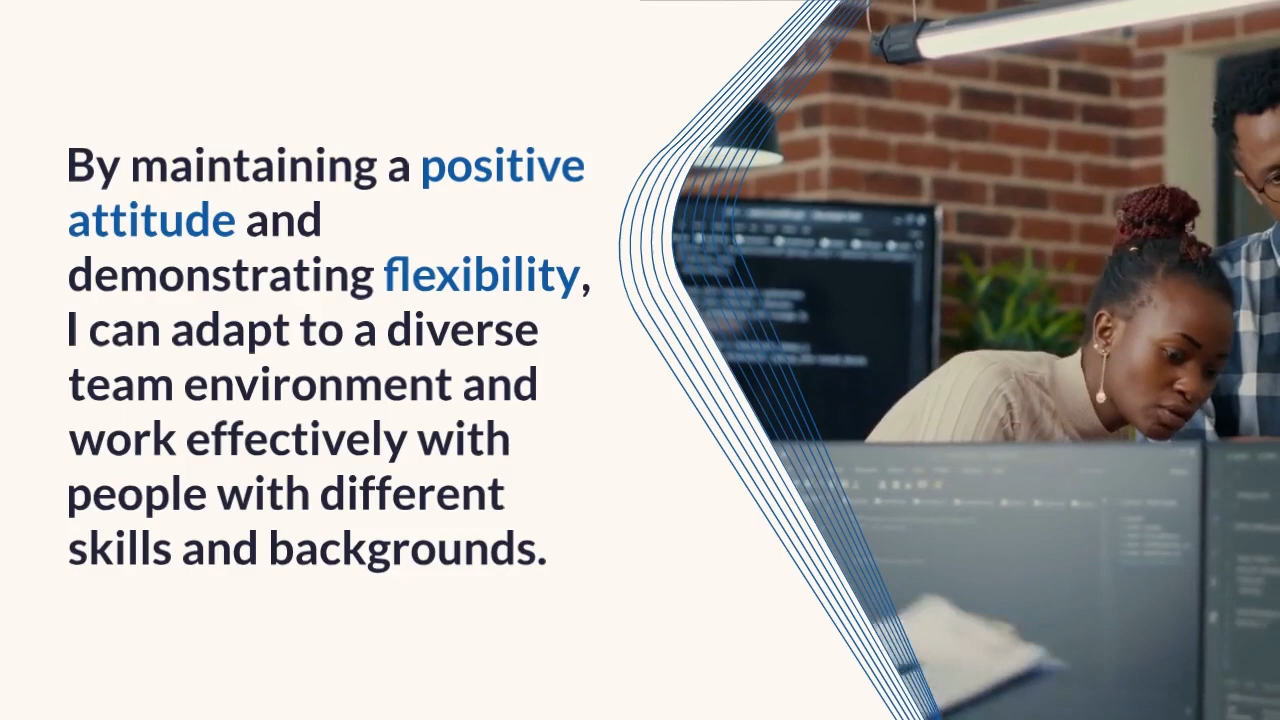 By maintaining a positive
attitude and
demonstrating flexibility,
I can adapt to a diverse
team environment and
work effectively with
people with different
skills and backgrounds.